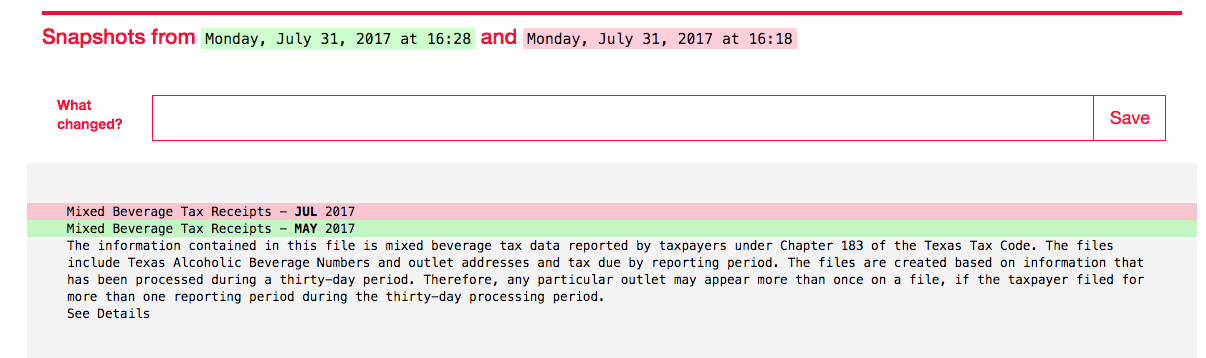 Snapshots from Monday, July 31, 2017 at 16:28 and Monday, July 31, 2017 at 16:18
What
changed?
Save
Mixed Beverage Tax Receipts – JUL 2017
Mixed Beverage Tax Receipts – MAY 2017
The information contained in this file is mixed beverage tax data reported by taxpayers under Chapter 183 of the Texas Tax Code. The files
include Texas Alcoholic Beverage Numbers and outlet addresses and tax due by reporting period. The files are created based on information that
has been processed during a thirty–day period. Therefore, any particular outlet may appear more than once on a file, if the taxpayer filed for
more than one reporting period during the thirty–day processing period.
See Details